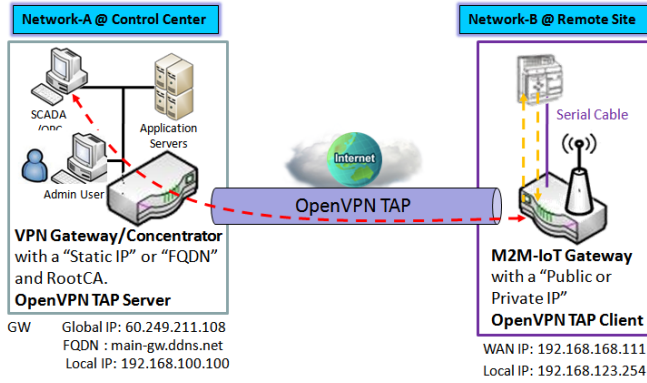 Network-A @ Control Center
Network-B @ Remote Site
SCADA
Application
Servers
Admin User
Internet
Serial Cable
OpenVPN TAP
VPN Gateway/Concentrator
with a “Static IP” or “FQDN”
and RootCA.
OpenVPN TAP Server
M2M-IoT Gateway
with a “Public or
Private IP”
OpenVPN TAP Client
GW Global IP: 60.249.211.108
FQDN : main-gw.ddns.net
Local IP: 192.168.100.100
WAN IP: 192.168.168.111
Local IP: 192.168.123.254